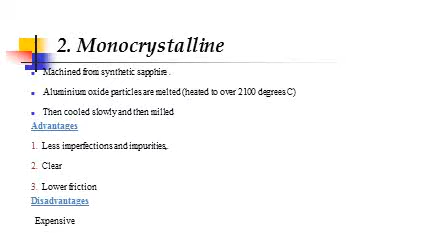 2. Monocrystalline
Machined from synthetic sapphire.
Aluminium oxide particles are melted (heated to over 2100 degrees C)
Then cooled slowly and then milled
Advantages
1. Less imperfections and impurities,.
2. Clear
3. Lower friction
Disadvantages
Expensive